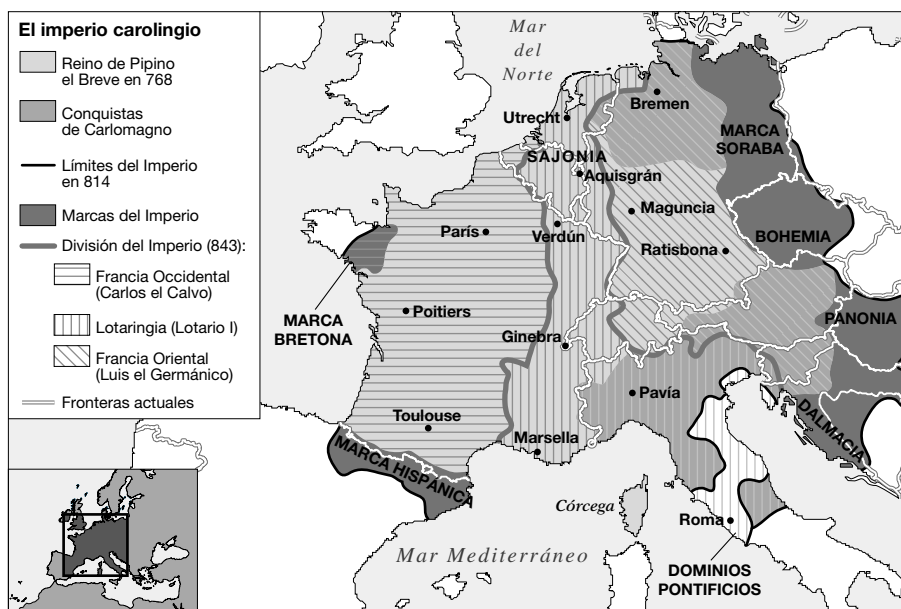 El imperio carolingio
Reino de Pipino
el Breve en 768
Conquistas
de Carlomagno
Límites del Imperio
en 814
Marcas del Imperio
División del Imperio (843):
Francia Occidental
(Carlos el Calvo)
Lotaringia (Lotario I)
Francia Oriental
(Luis el Germánico)
Fronteras actuales
Mar
del
Norte
Utrecht
Bremen
MARCA
SORABA
SAJONIA
Aquisgrán
Maguncia
París
Verdún
Ratisbona
BOHEMIA
MARCA
BRETONA
Poitiers
Ginebra
PANONIA
Pavía
Toulouse
Marsella
DALMACIA
MARCA HISPÁNICA
Córcega
Roma
Mar Mediterráneo
DOMINIOS
PONTIFICIOS